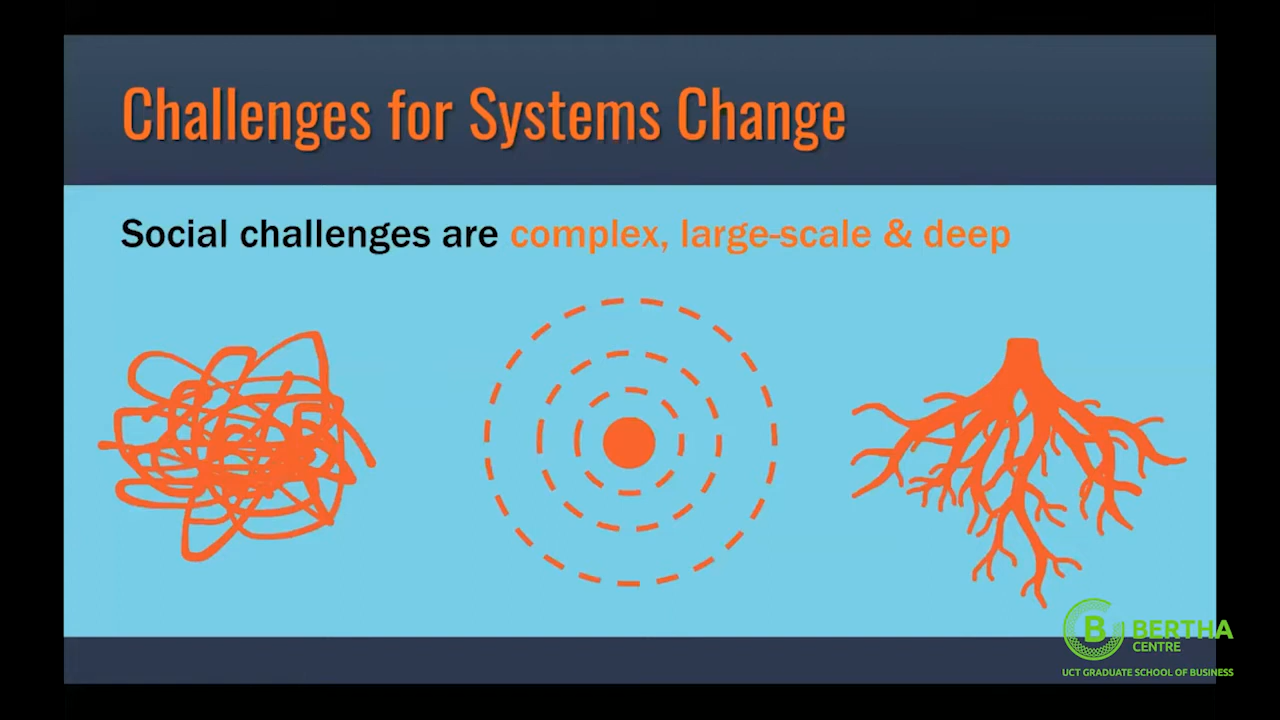 Challenges for Systems Change
Social challenges are complex, large-scale & deep
B BERTHA
CENTRE
UCT GRADUATE SCHOOL OF BUSINESS